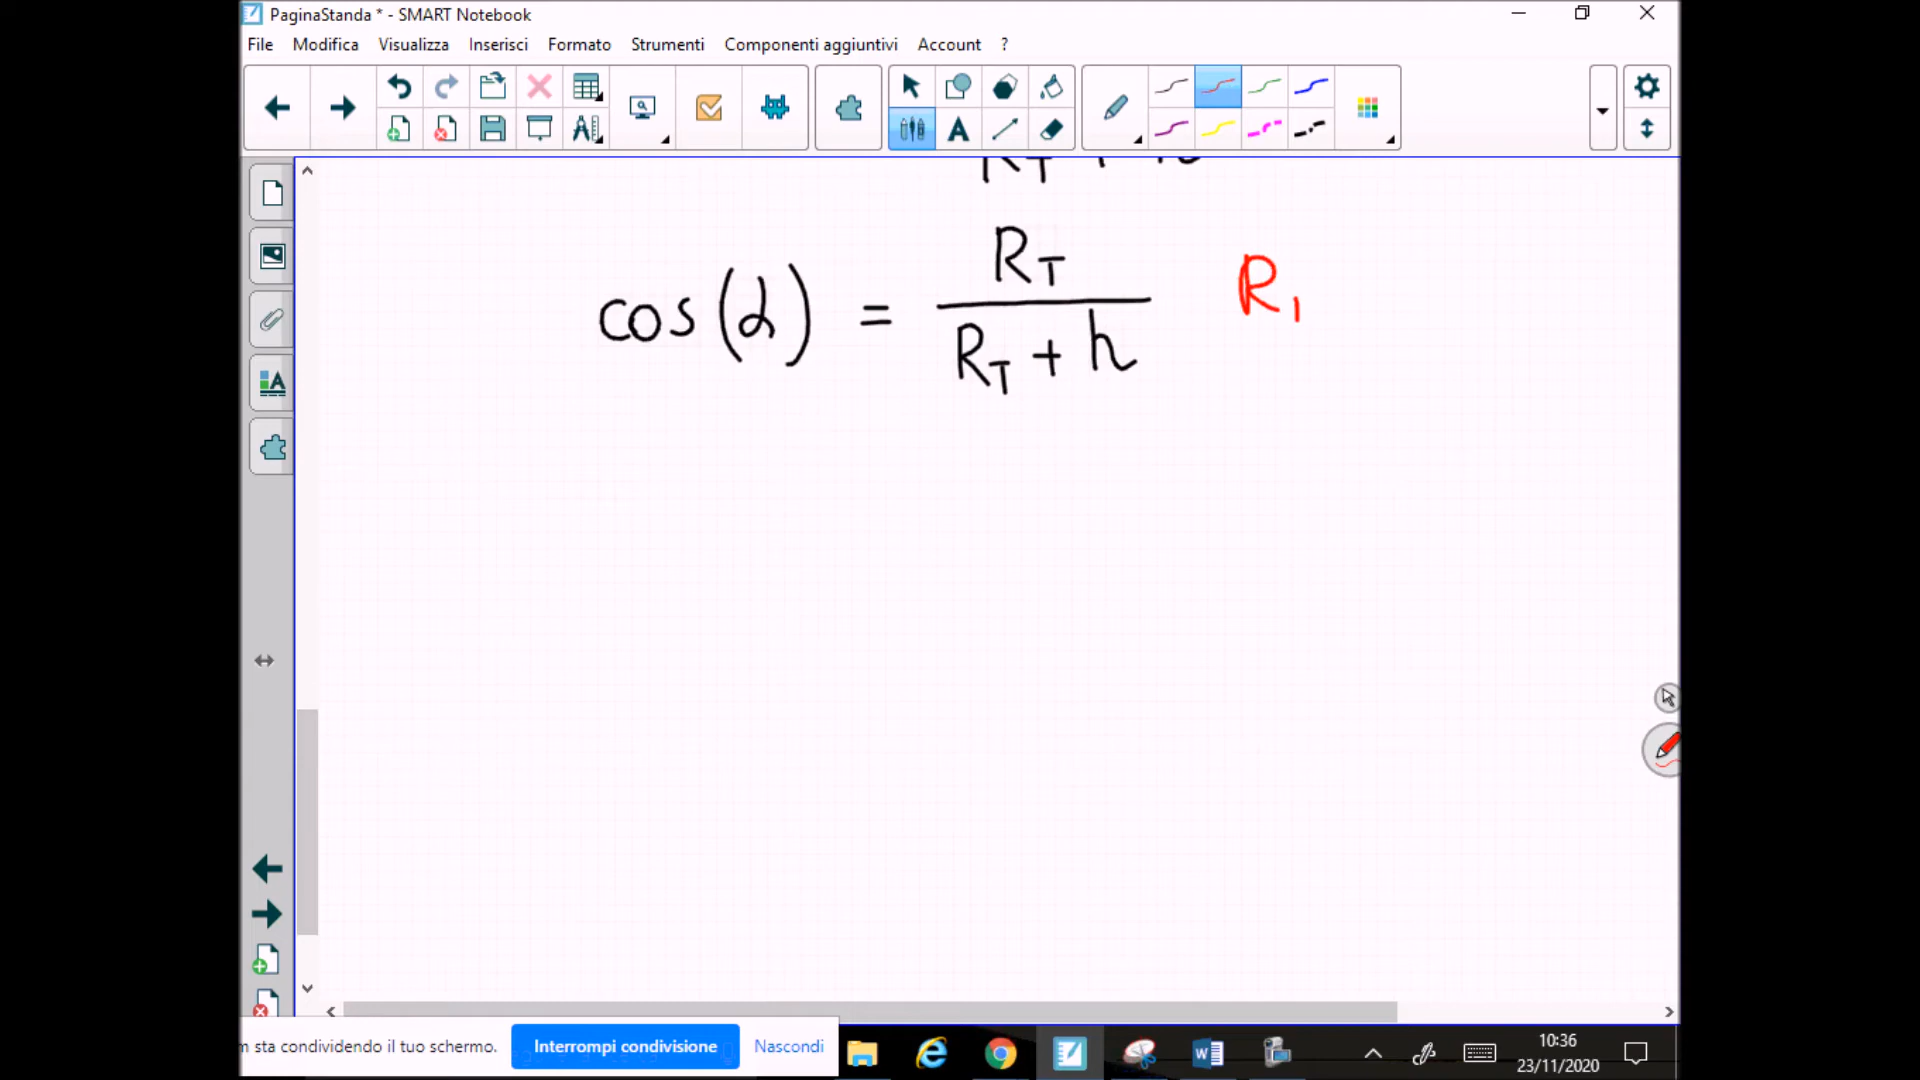 PaginaStanda * - SMART Notebook
File Modifica Visualizza Inserisci Formato Strumenti Componenti aggiuntivi Account ?
R_T
cos(α) = R_T / (R_T + h) R_1
m sta condividendo il tuo schermo. Interrompi condivisione Nascondi
10:36
23/11/2020